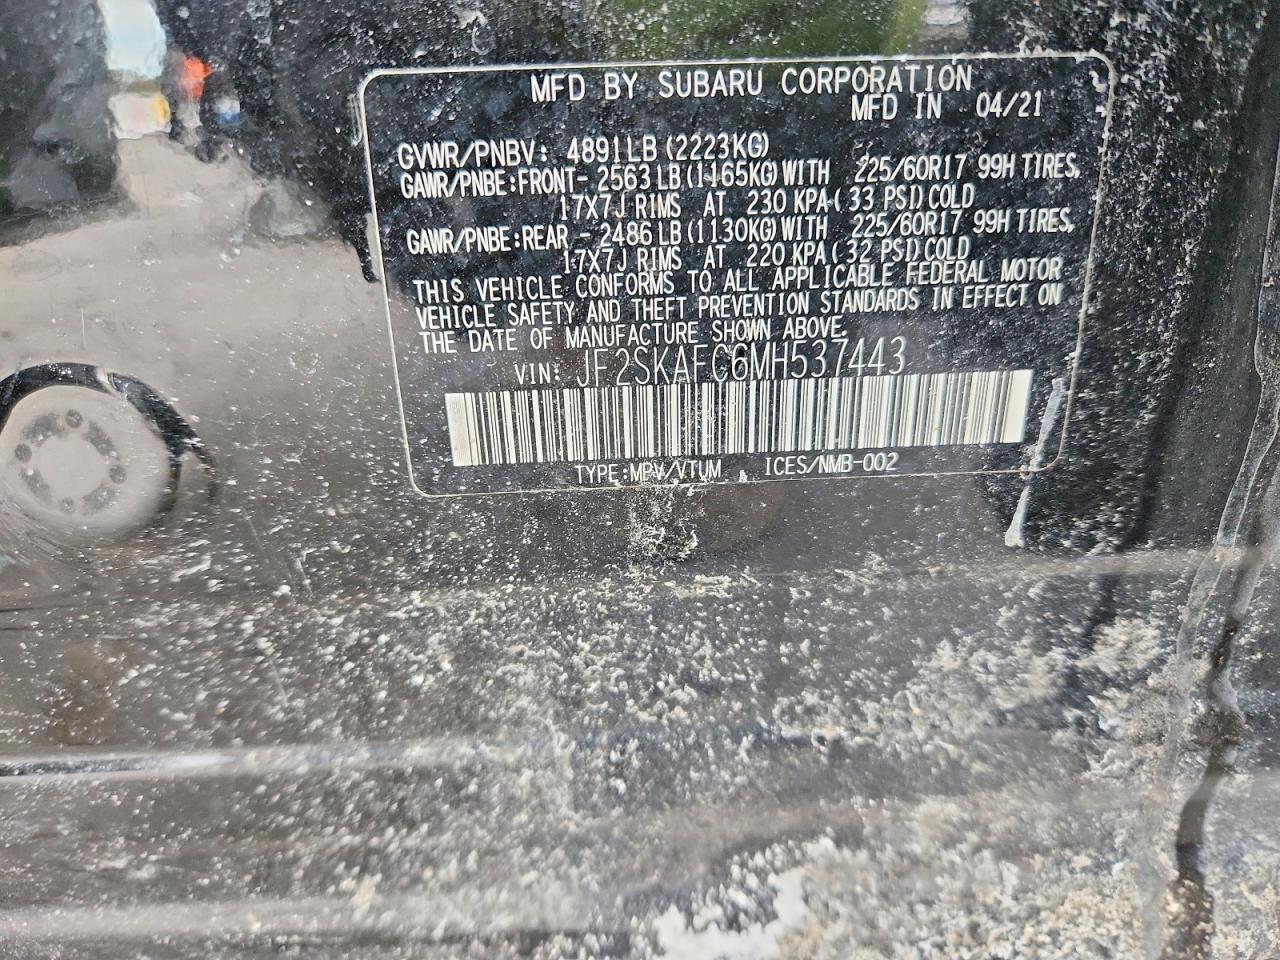 MFD BY SUBARU CORPORATION
MFD IN 04/21
GVWR/PNBV: 4891LB(2223KG)
GAWR/PNBE:FRONT-2563LB(1165KG)WITH 225/60R17 99H TIRES,
17X7J RIMS AT 230 KPA(33 PSI)COLD
GAWR/PNBE:REAR -2486LB(1130KG)WITH 225/60R17 99H TIRES,
17X7J RIMS AT 220 KPA(32 PSI)COLD
THIS VEHICLE CONFORMS TO ALL APPLICABLE FEDERAL MOTOR
VEHICLE SAFETY AND THEFT PREVENTION STANDARDS IN EFFECT ON
THE DATE OF MANUFACTURE SHOWN ABOVE.
VIN: JF2SKAFC6MH537443
TYPE:MPV/VTUM ICES/NMB-002